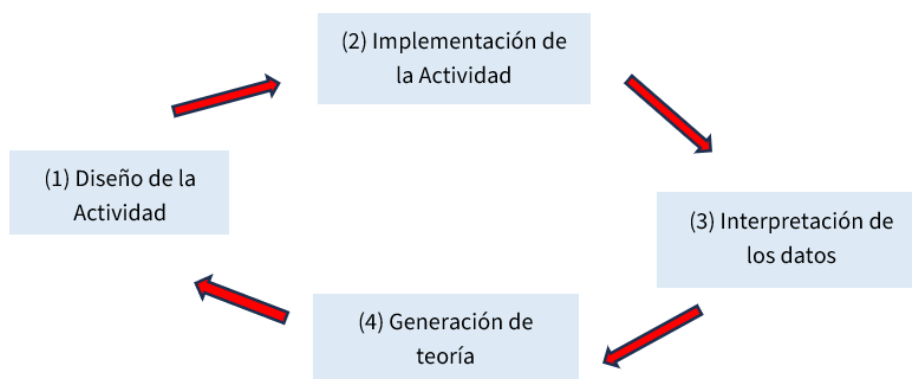 (2) Implementación de
la Actividad
(1) Diseño de la
Actividad
(3) Interpretación de
los datos
(4) Generación de
teoría